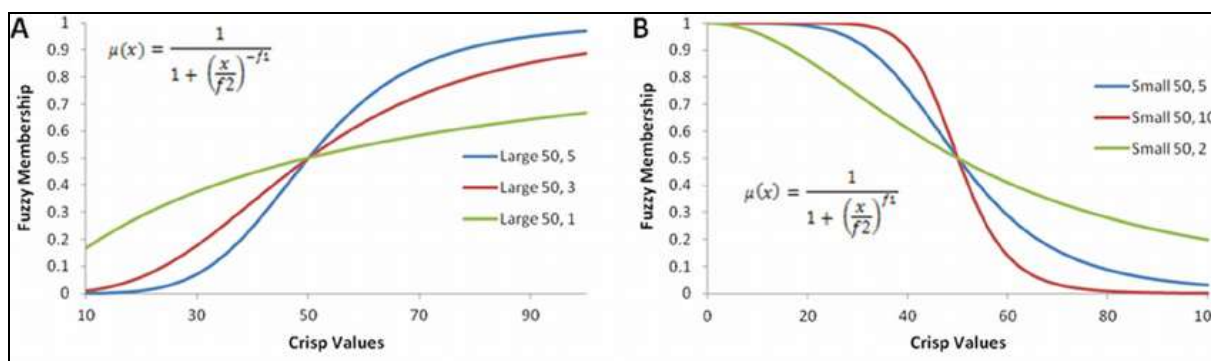 A
μ(x) = 1 / (1 + (x/f2)^-f1)
Fuzzy Membership
1
0.9
0.8
0.7
0.6
0.5
0.4
0.3
0.2
0.1
0
10
30
50
70
90
Crisp Values
Large 50, 5
Large 50, 3
Large 50, 1
B
μ(x) = 1 / (1 + (x/f2)^f1)
Fuzzy Membership
1
0.9
0.8
0.7
0.6
0.5
0.4
0.3
0.2
0.1
0
0
20
40
60
80
100
Crisp Values
Small 50, 5
Small 50, 10
Small 50, 2